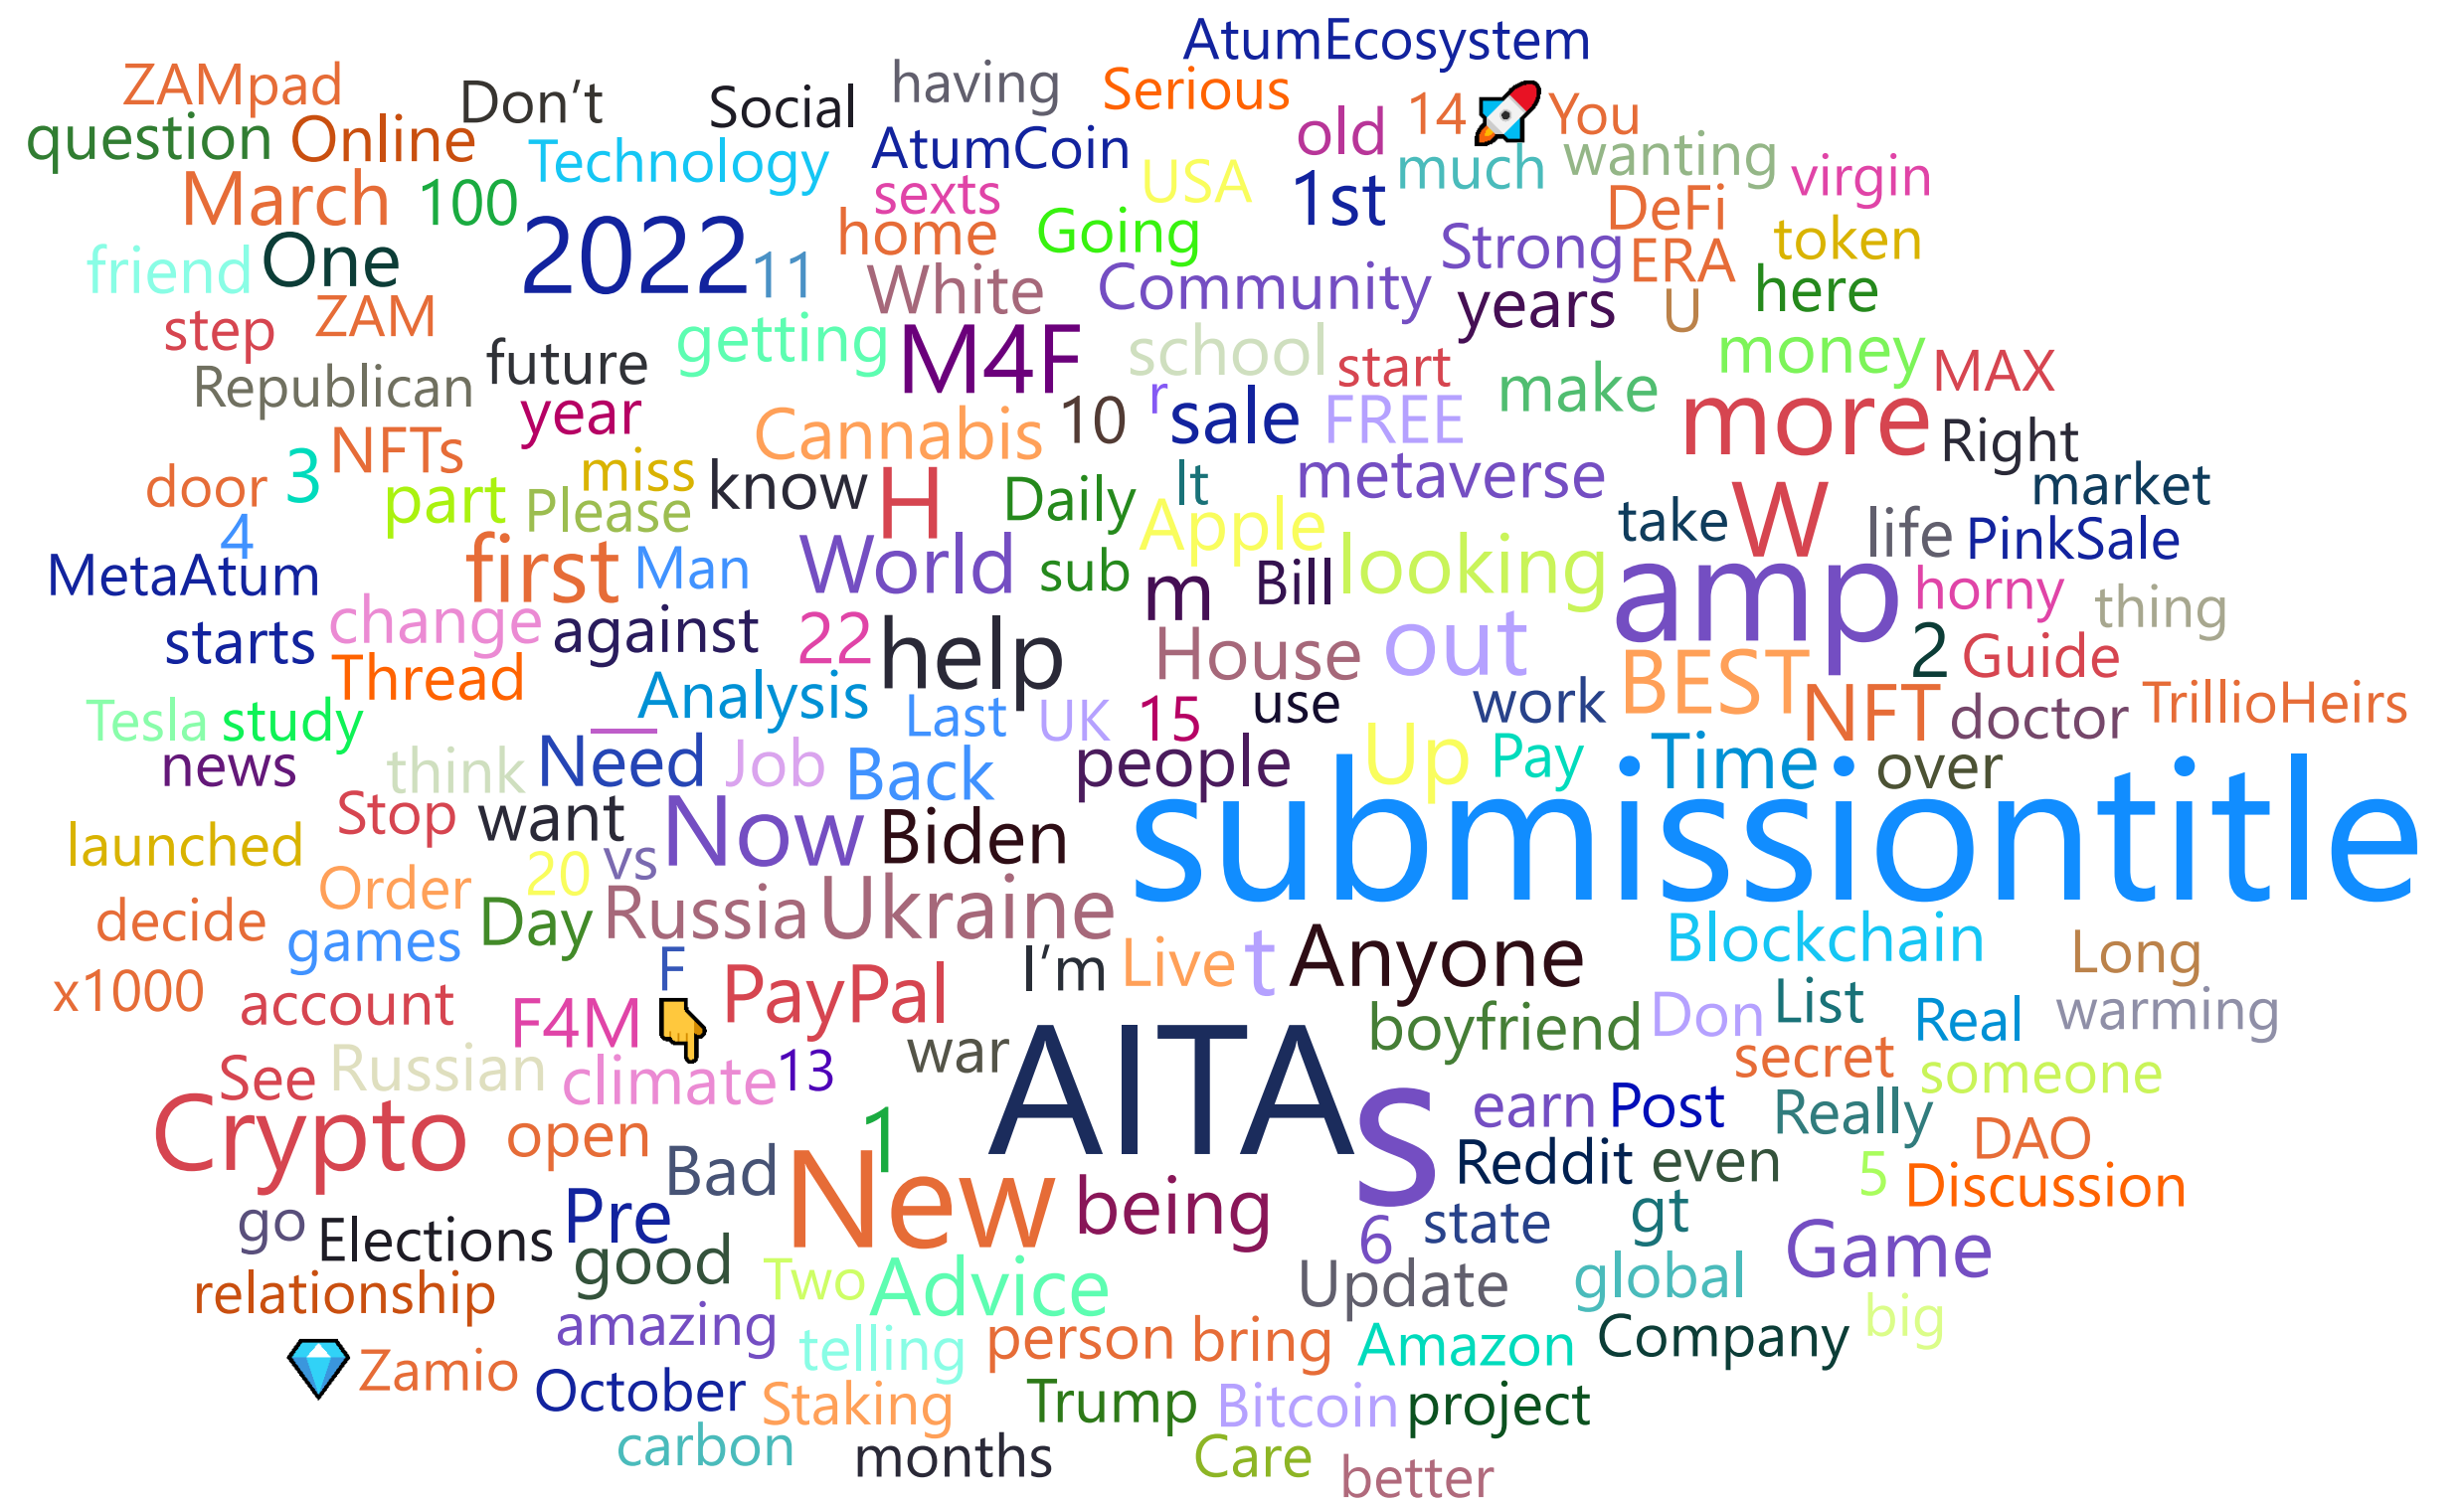 AtumEcosystem
ZAMpad Don't Social having Serious old 14 You
question Online Technology AtumCoin USA 1st much wanting virgin
March 100 2022 sexts home Going Strong DeFi token
friend One 11 White Community years ERA U here
step ZAM future getting M4F school start make money MAX
Republican year Cannabis 10 r sale FREE more Right
door 3 NFTs part Please miss know H Daily It metaverse market
4 first Man World sub Apple Bill looking take W life PinkSale
MetaAtum change against 22 help m House out amp horny thing
starts Thread Analysis Last UK 15 use work BEST 2 Guide
Tesla study Need Job Back people Up Pay Time NFT doctor TrillioHeirs
news think want Now Biden submissiontitle over
launched Stop 20 vs Russia Ukraine
decide Order Day F I'm Live t Anyone Blockchain Long
x1000 games account F4M PayPal war boyfriend Don List Real warming
See Russian climate 13 AITA s secret someone
Crypto open Bad 1 New being earn Post Really DAO
go Elections Pre good Reddit even 5 Discussion
relationship Two Advice Update 6 state gt global Game
amazing telling person bring Amazon Company big
Zamio October Staking Trump Bitcoin project
carbon months Care better